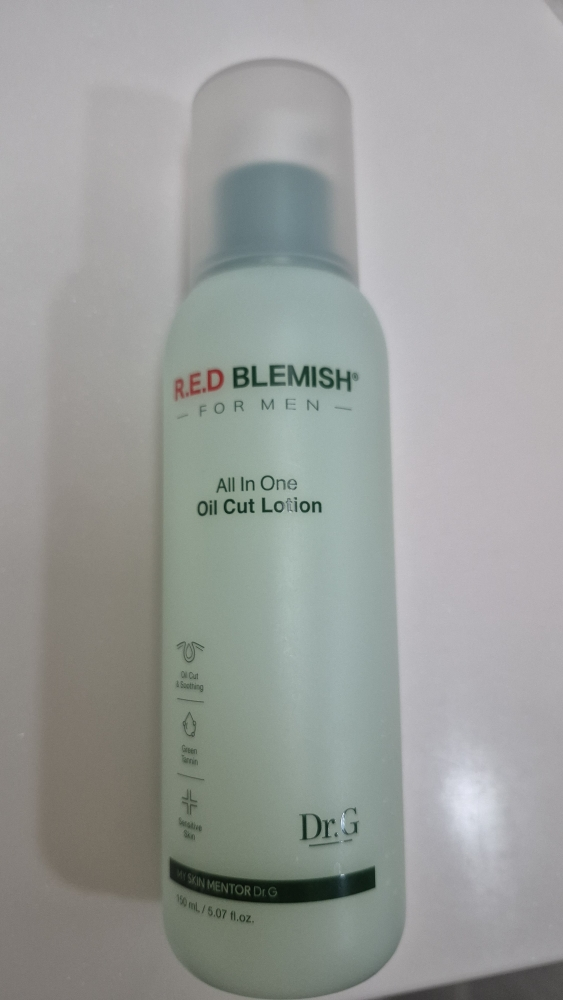 R.E.D BLEMISH®
— FOR MEN —
All In One
Oil Cut Lotion
Oil Cut
& Soothing
Green
Tannin
Sensitive
Skin
Dr.G
MY SKIN MENTOR Dr.G
150 mL / 5.07 fl.oz.